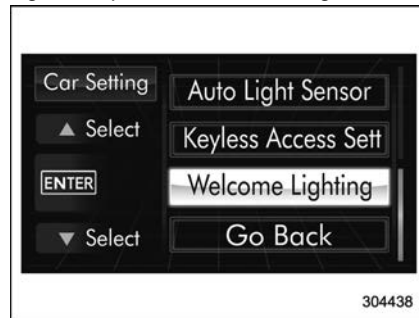 Car Setting
Auto Light Sensor
▲ Select
Keyless Access Sett
ENTER
Welcome Lighting
▼ Select
Go Back
304438